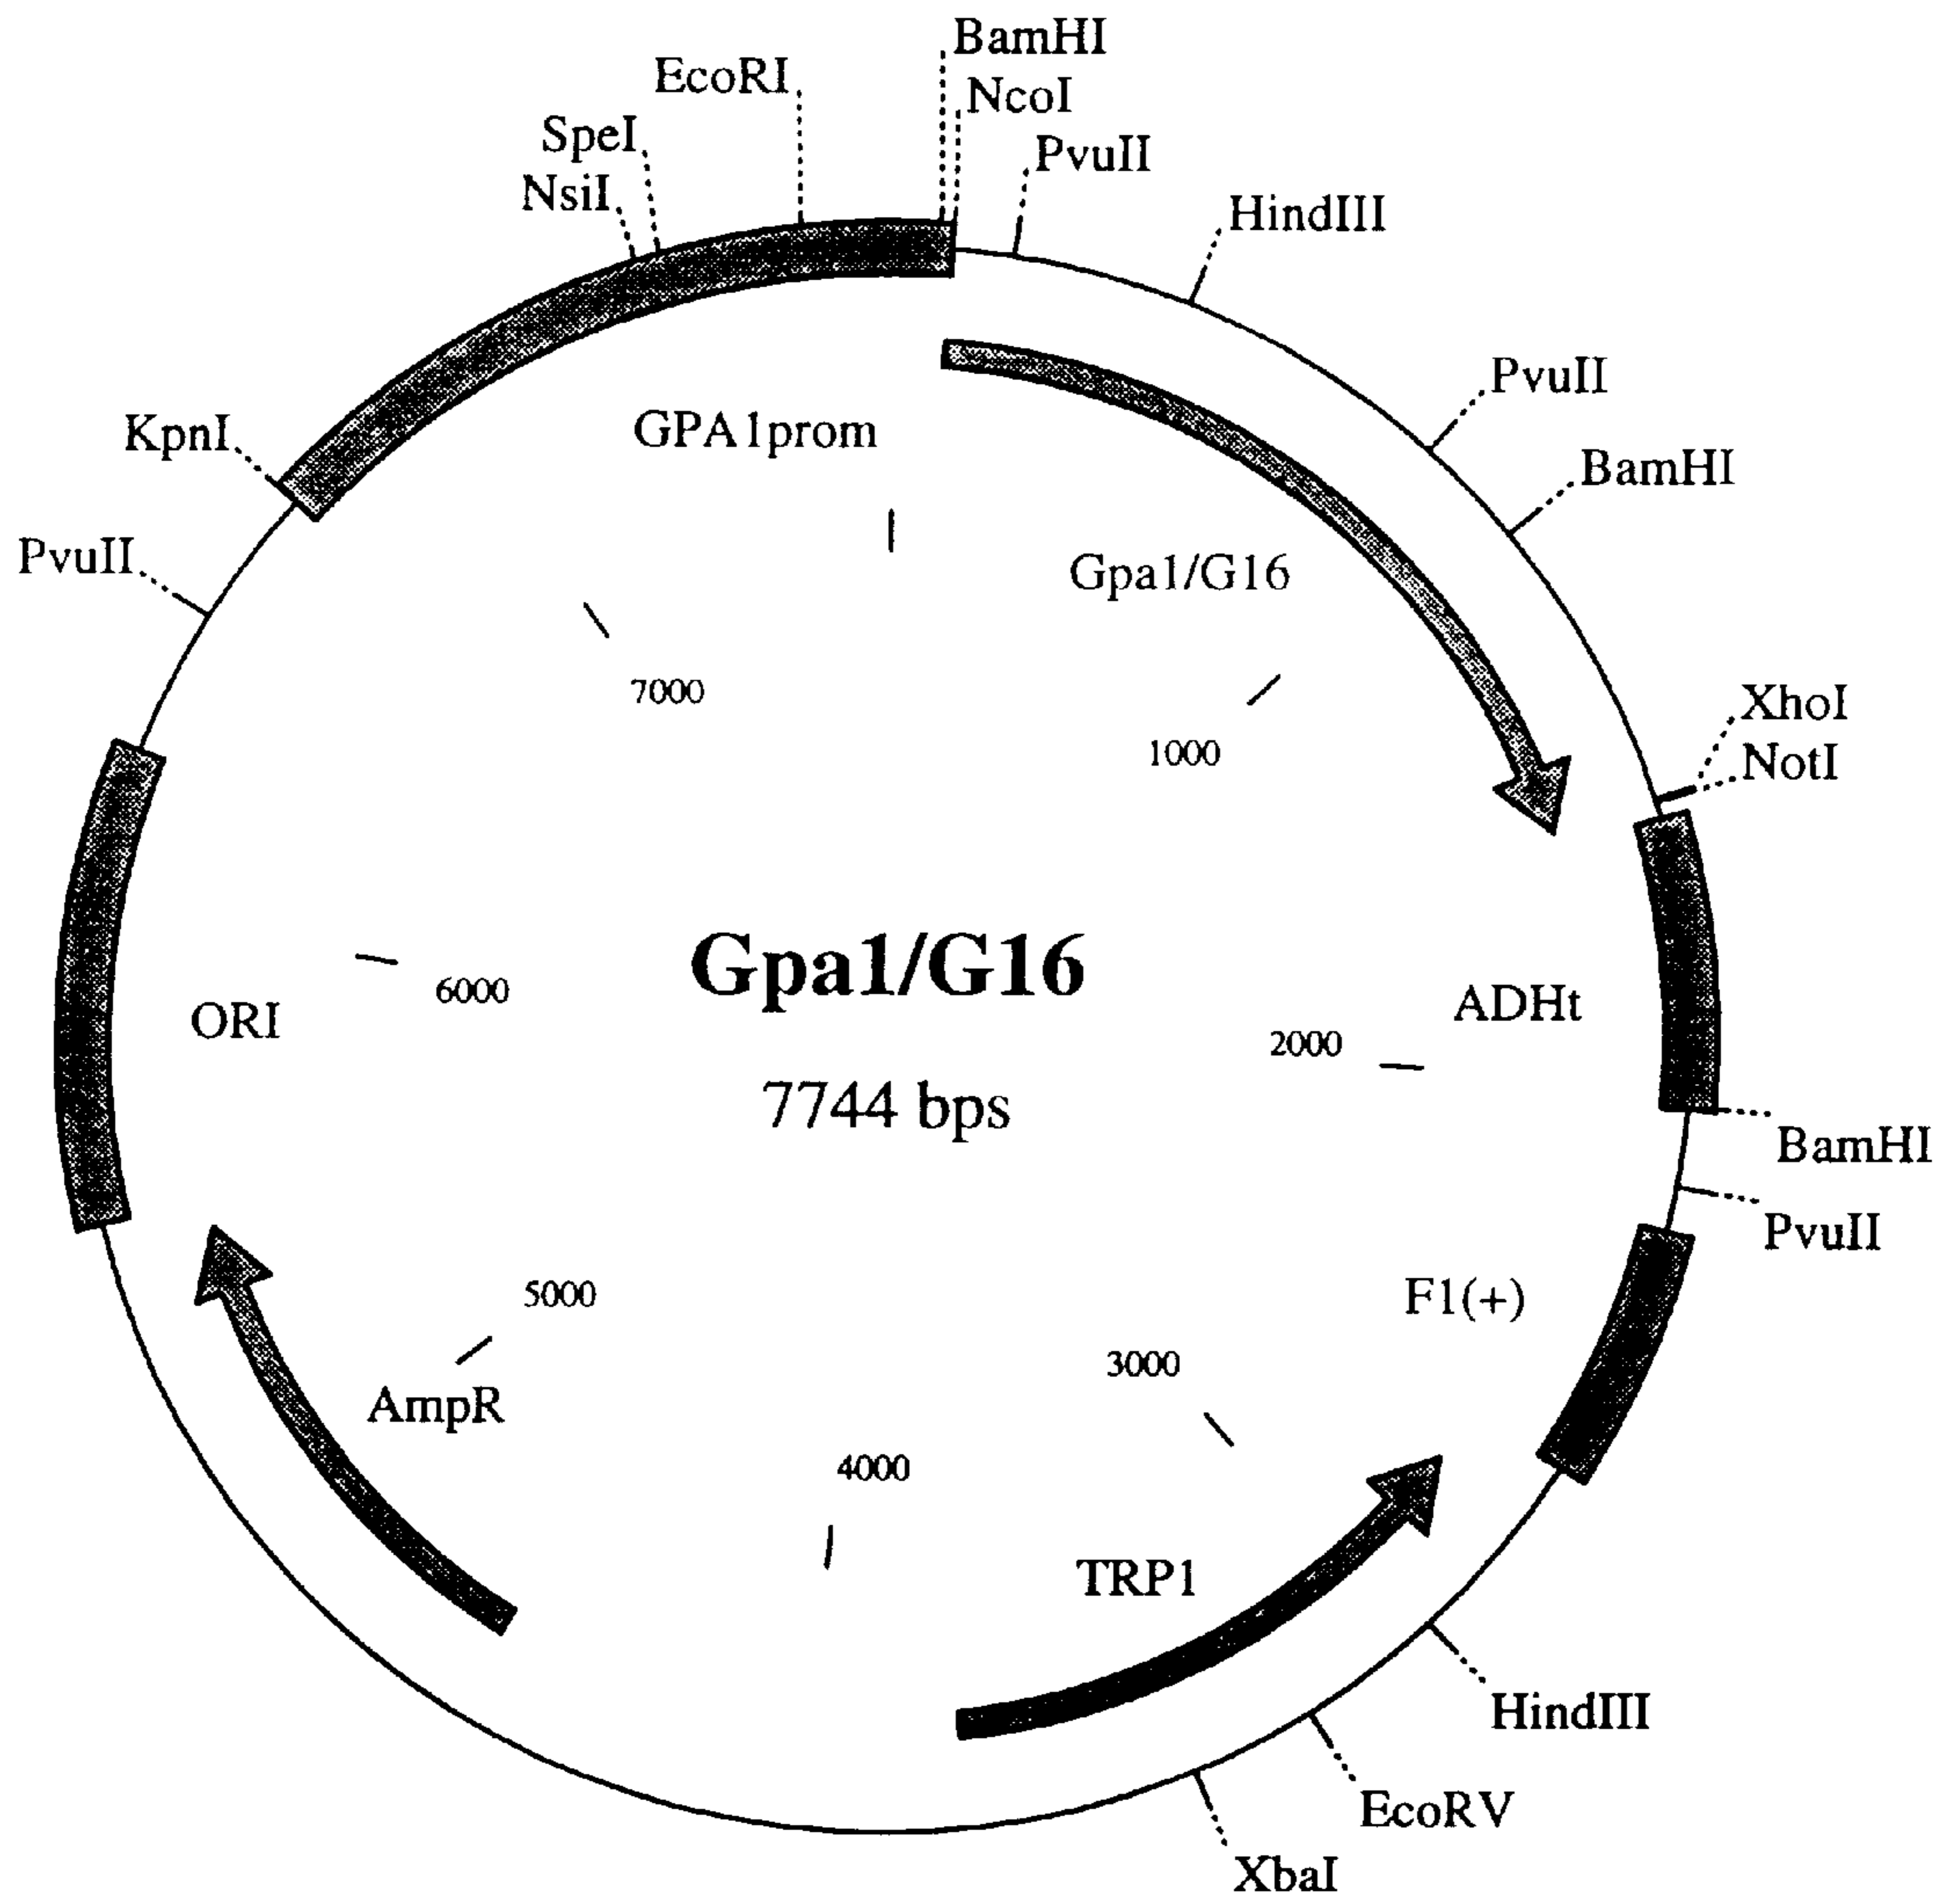 BamHI
EcoRI
NcoI
SpeI
PvuII
NsiI
HindIII
PvuII
KpnI
GPA1prom
BamHI
PvuII
Gpa1/G16
7000
XhoI
1000
NotI
Gpa1/G16
6000
ADHt
ORI
2000
7744 bps
BamHI
PvuII
5000
F1(+)
3000
AmpR
4000
TRP1
HindIII
EcoRV
XbaI